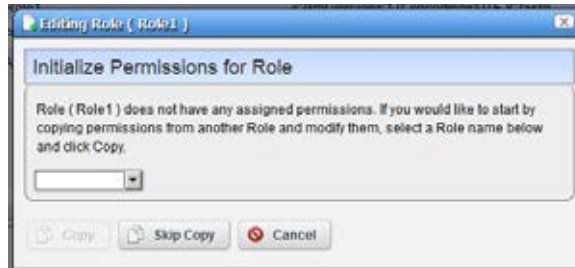 Editing Role ( Role1 )
Initialize Permissions for Role
Role ( Role1 ) does not have any assigned permissions. If you would like to start by
copying permissions from another Role and modify them, select a Role name below
and click Copy.
Copy Skip Copy Cancel